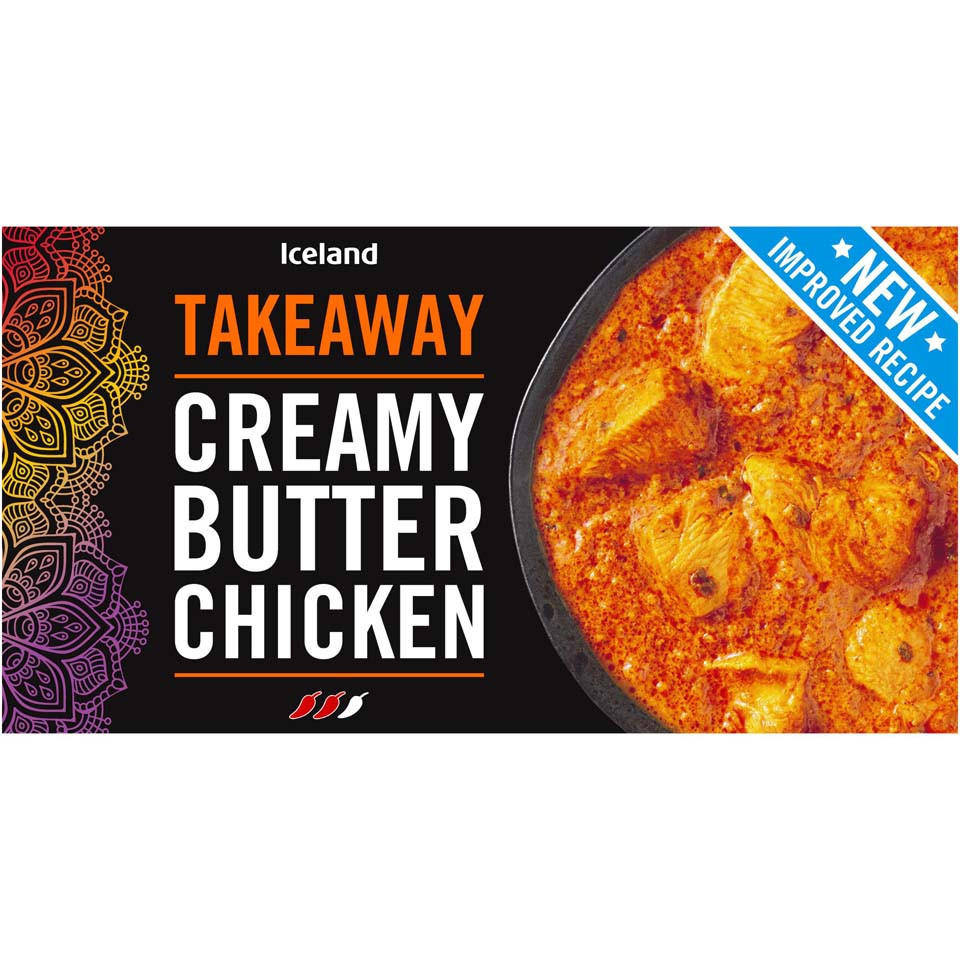 Iceland
TAKEAWAY
CREAMY
BUTTER
CHICKEN
NEW
IMPROVED RECIPE